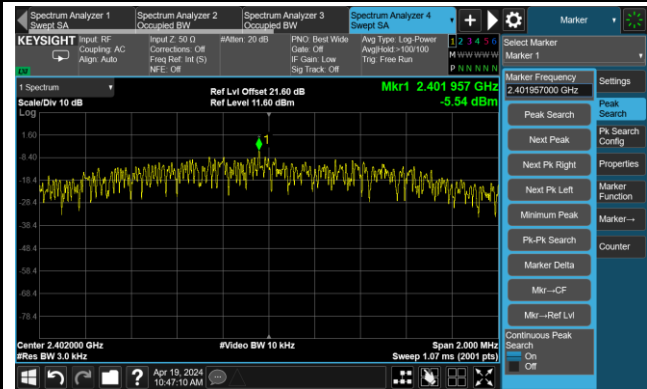 Spectrum Analyzer 1
Swept SA
Spectrum Analyzer 2
Occupied BW
Spectrum Analyzer 3
Occupied BW
Spectrum Analyzer 4
Swept SA
Marker
KEYSIGHT
Input: RF
Coupling: AC
Align: Auto
Input Z: 50 Ω
Corrections: Off
Freq Ref: Int (S)
NFE: Off
#Atten: 20 dB
PNO: Best Wide
Gate: Off
IF Gain: Low
Sig Track: Off
Avg Type: Log-Power
Avg|Hold:>100/100
Trig: Free Run
1 2 3 4 5 6
M W W W W W
P N N N N N
Select Marker
Marker 1
LXI
1 Spectrum
Scale/Div 10 dB
Log
Ref Lvl Offset 21.60 dB
Ref Level 11.60 dBm
Mkr1 2.401 957 GHz
-5.54 dBm
1.60
-8.40
-18.4
-28.4
-38.4
-48.4
-58.4
-68.4
-78.4
1
Center 2.402000 GHz
#Res BW 3.0 kHz
#Video BW 10 kHz
Span 2.000 MHz
Sweep 1.07 ms (2001 pts)
Marker Frequency
2.401957000 GHz
Peak Search
Next Peak
Next Pk Right
Next Pk Left
Minimum Peak
Pk-Pk Search
Marker Delta
Mkr→CF
Mkr→Ref Lvl
Continuous Peak
Search
On
Off
Settings
Peak
Search
Pk Search
Config
Properties
Marker
Function
Marker→
Counter
?
Apr 19, 2024
10:47:10 AM